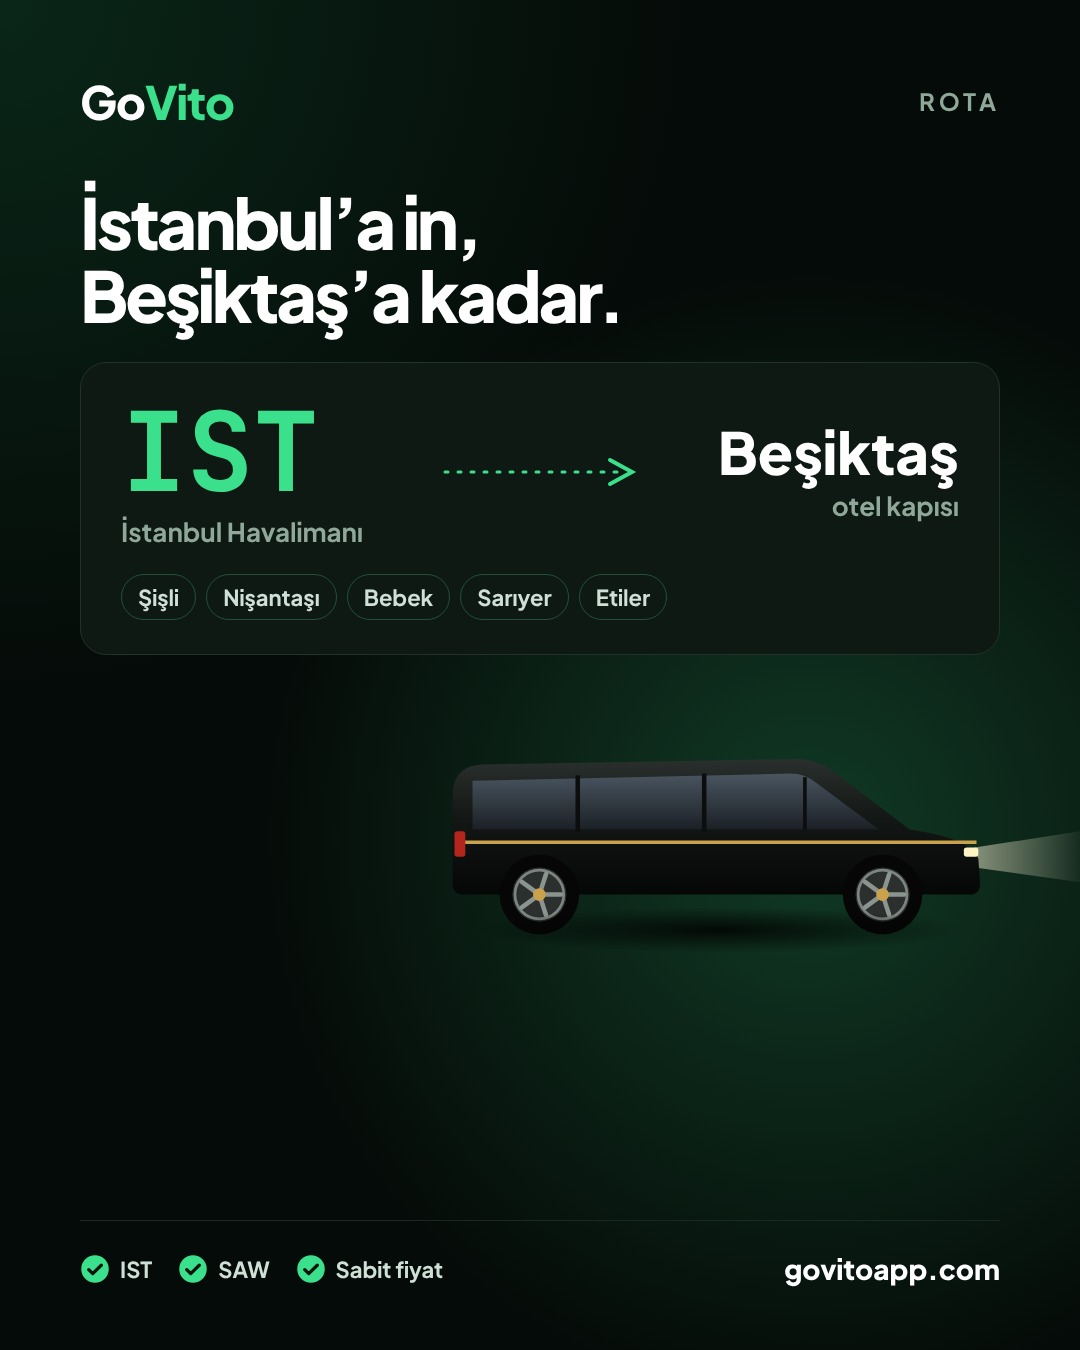 GoVito
ROTA
İstanbul’a in,
Beşiktaş’a kadar.
IST
İstanbul Havalimanı
Beşiktaş
otel kapısı
Şişli Nişantaşı Bebek Sarıyer Etiler
IST SAW Sabit fiyat
govitoapp.com